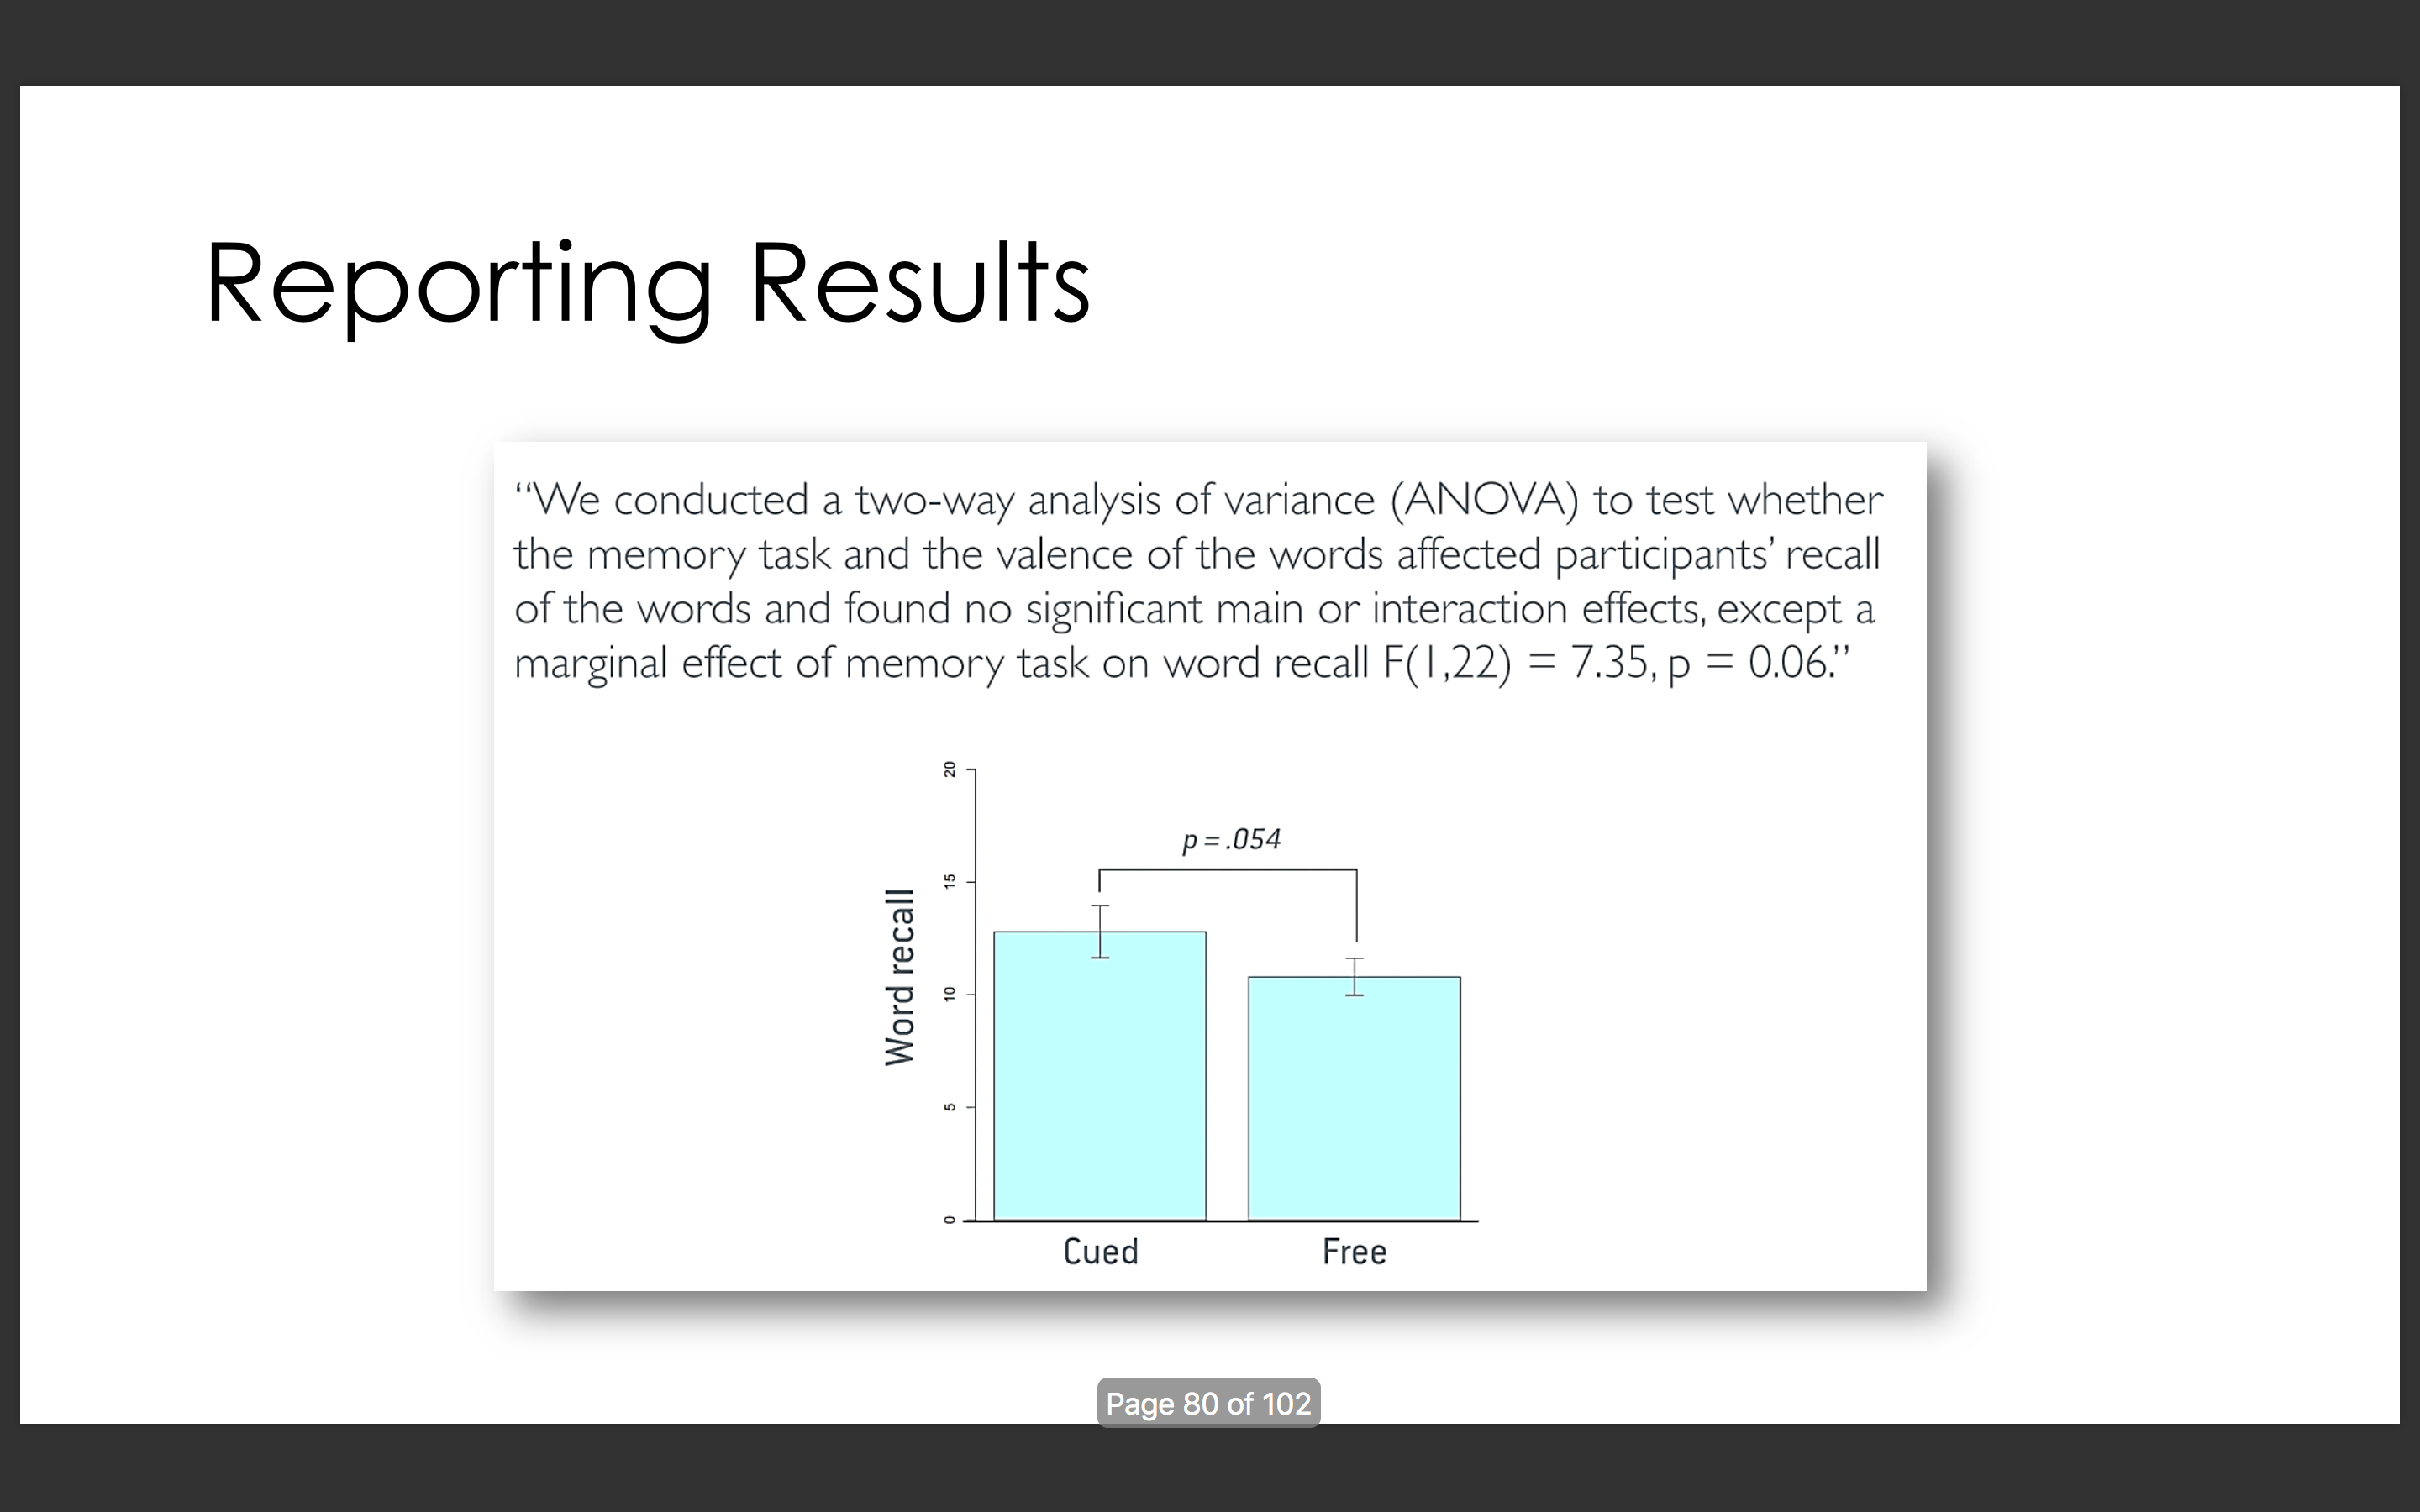 Reporting Results
“We conducted a two-way analysis of variance (ANOVA) to test whether
the memory task and the valence of the words affected participants’ recall
of the words and found no significant main or interaction effects, except a
marginal effect of memory task on word recall F(1,22) = 7.35, p = 0.06.”
20
p = .054
15
Word recall
10
5
0
Cued Free
Page 80 of 102